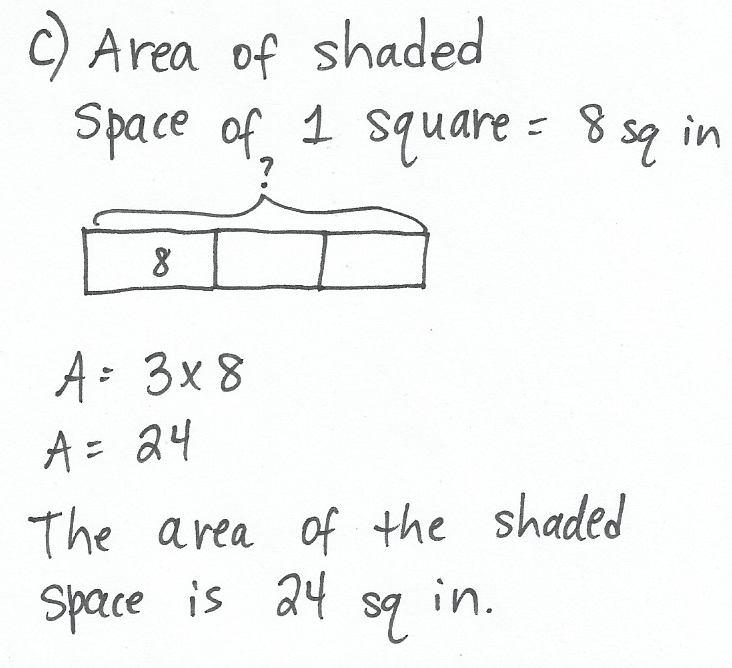 c) Area of shaded
Space of 1 square = 8 sq in
?
8
A = 3 x 8
A = 24
The area of the shaded
space is 24 sq in.